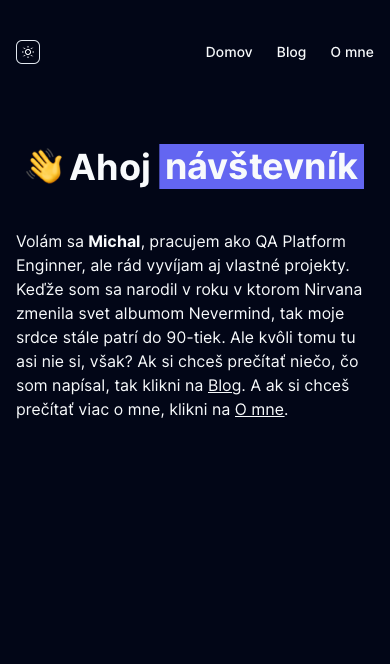 Domov Blog O mne
👋 Ahoj návštevník
Volám sa Michal, pracujem ako QA Platform
Enginner, ale rád vyvíjam aj vlastné projekty.
Keďže som sa narodil v roku v ktorom Nirvana
zmenila svet albumom Nevermind, tak moje
srdce stále patrí do 90-tiek. Ale kvôli tomu tu
asi nie si, však? Ak si chceš prečítať niečo, čo
som napísal, tak klikni na Blog. A ak si chceš
prečítať viac o mne, klikni na O mne.